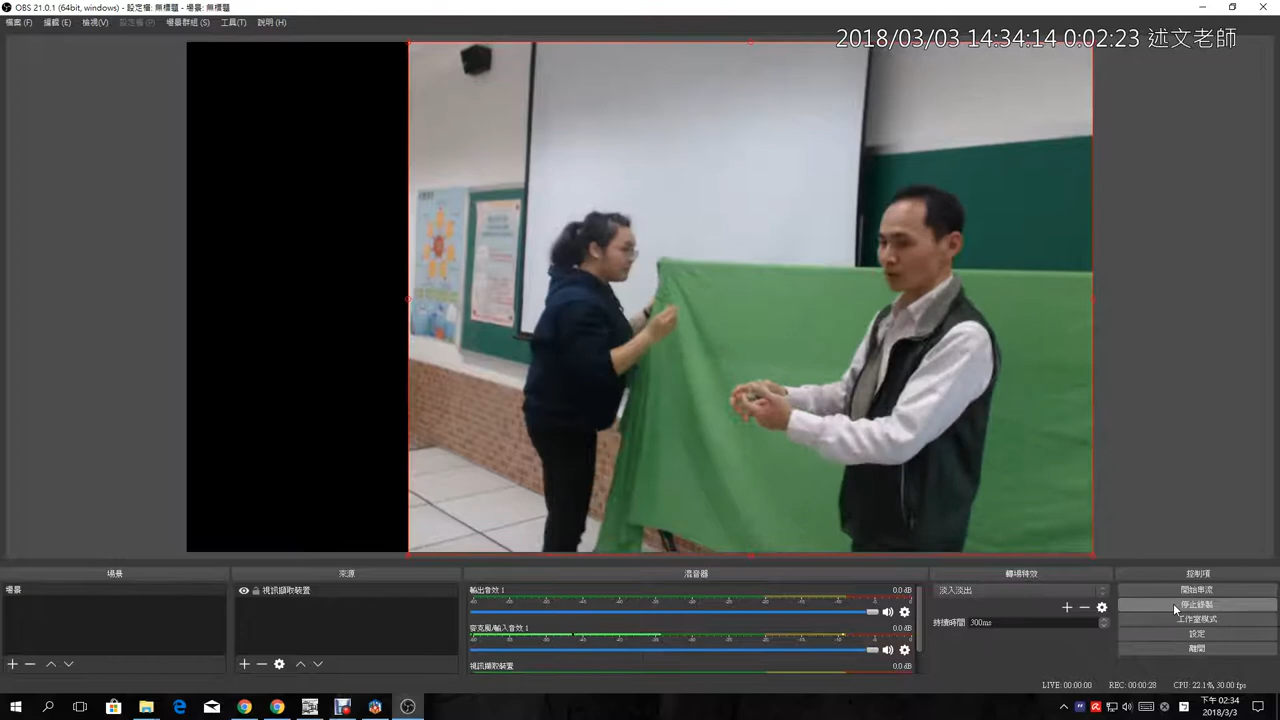 OBS 21.0.1 (64bit, windows) - 設定檔: 無標題 - 場景: 無標題
檔案 (F) 編輯 (E) 檢視(V) 設定檔 (P) 場景群組 (S) 工具(T) 說明 (H)
2018/03/03 14:34:14 0:02:23 述文老師
場景 來源 混音器 轉場特效 控制項
場景
視訊擷取裝置
輸出音效 1 0.0 dB
麥克風/輸入音效 1 0.0 dB
視訊擷取裝置 0.0 dB
淡入淡出
持續時間 300ms
開始串流
停止錄製
工作室模式
設定
離開
LIVE: 00:00:00 REC: 00:00:28 CPU: 22.1%, 30.00 fps
下午 02:34
2018/3/3